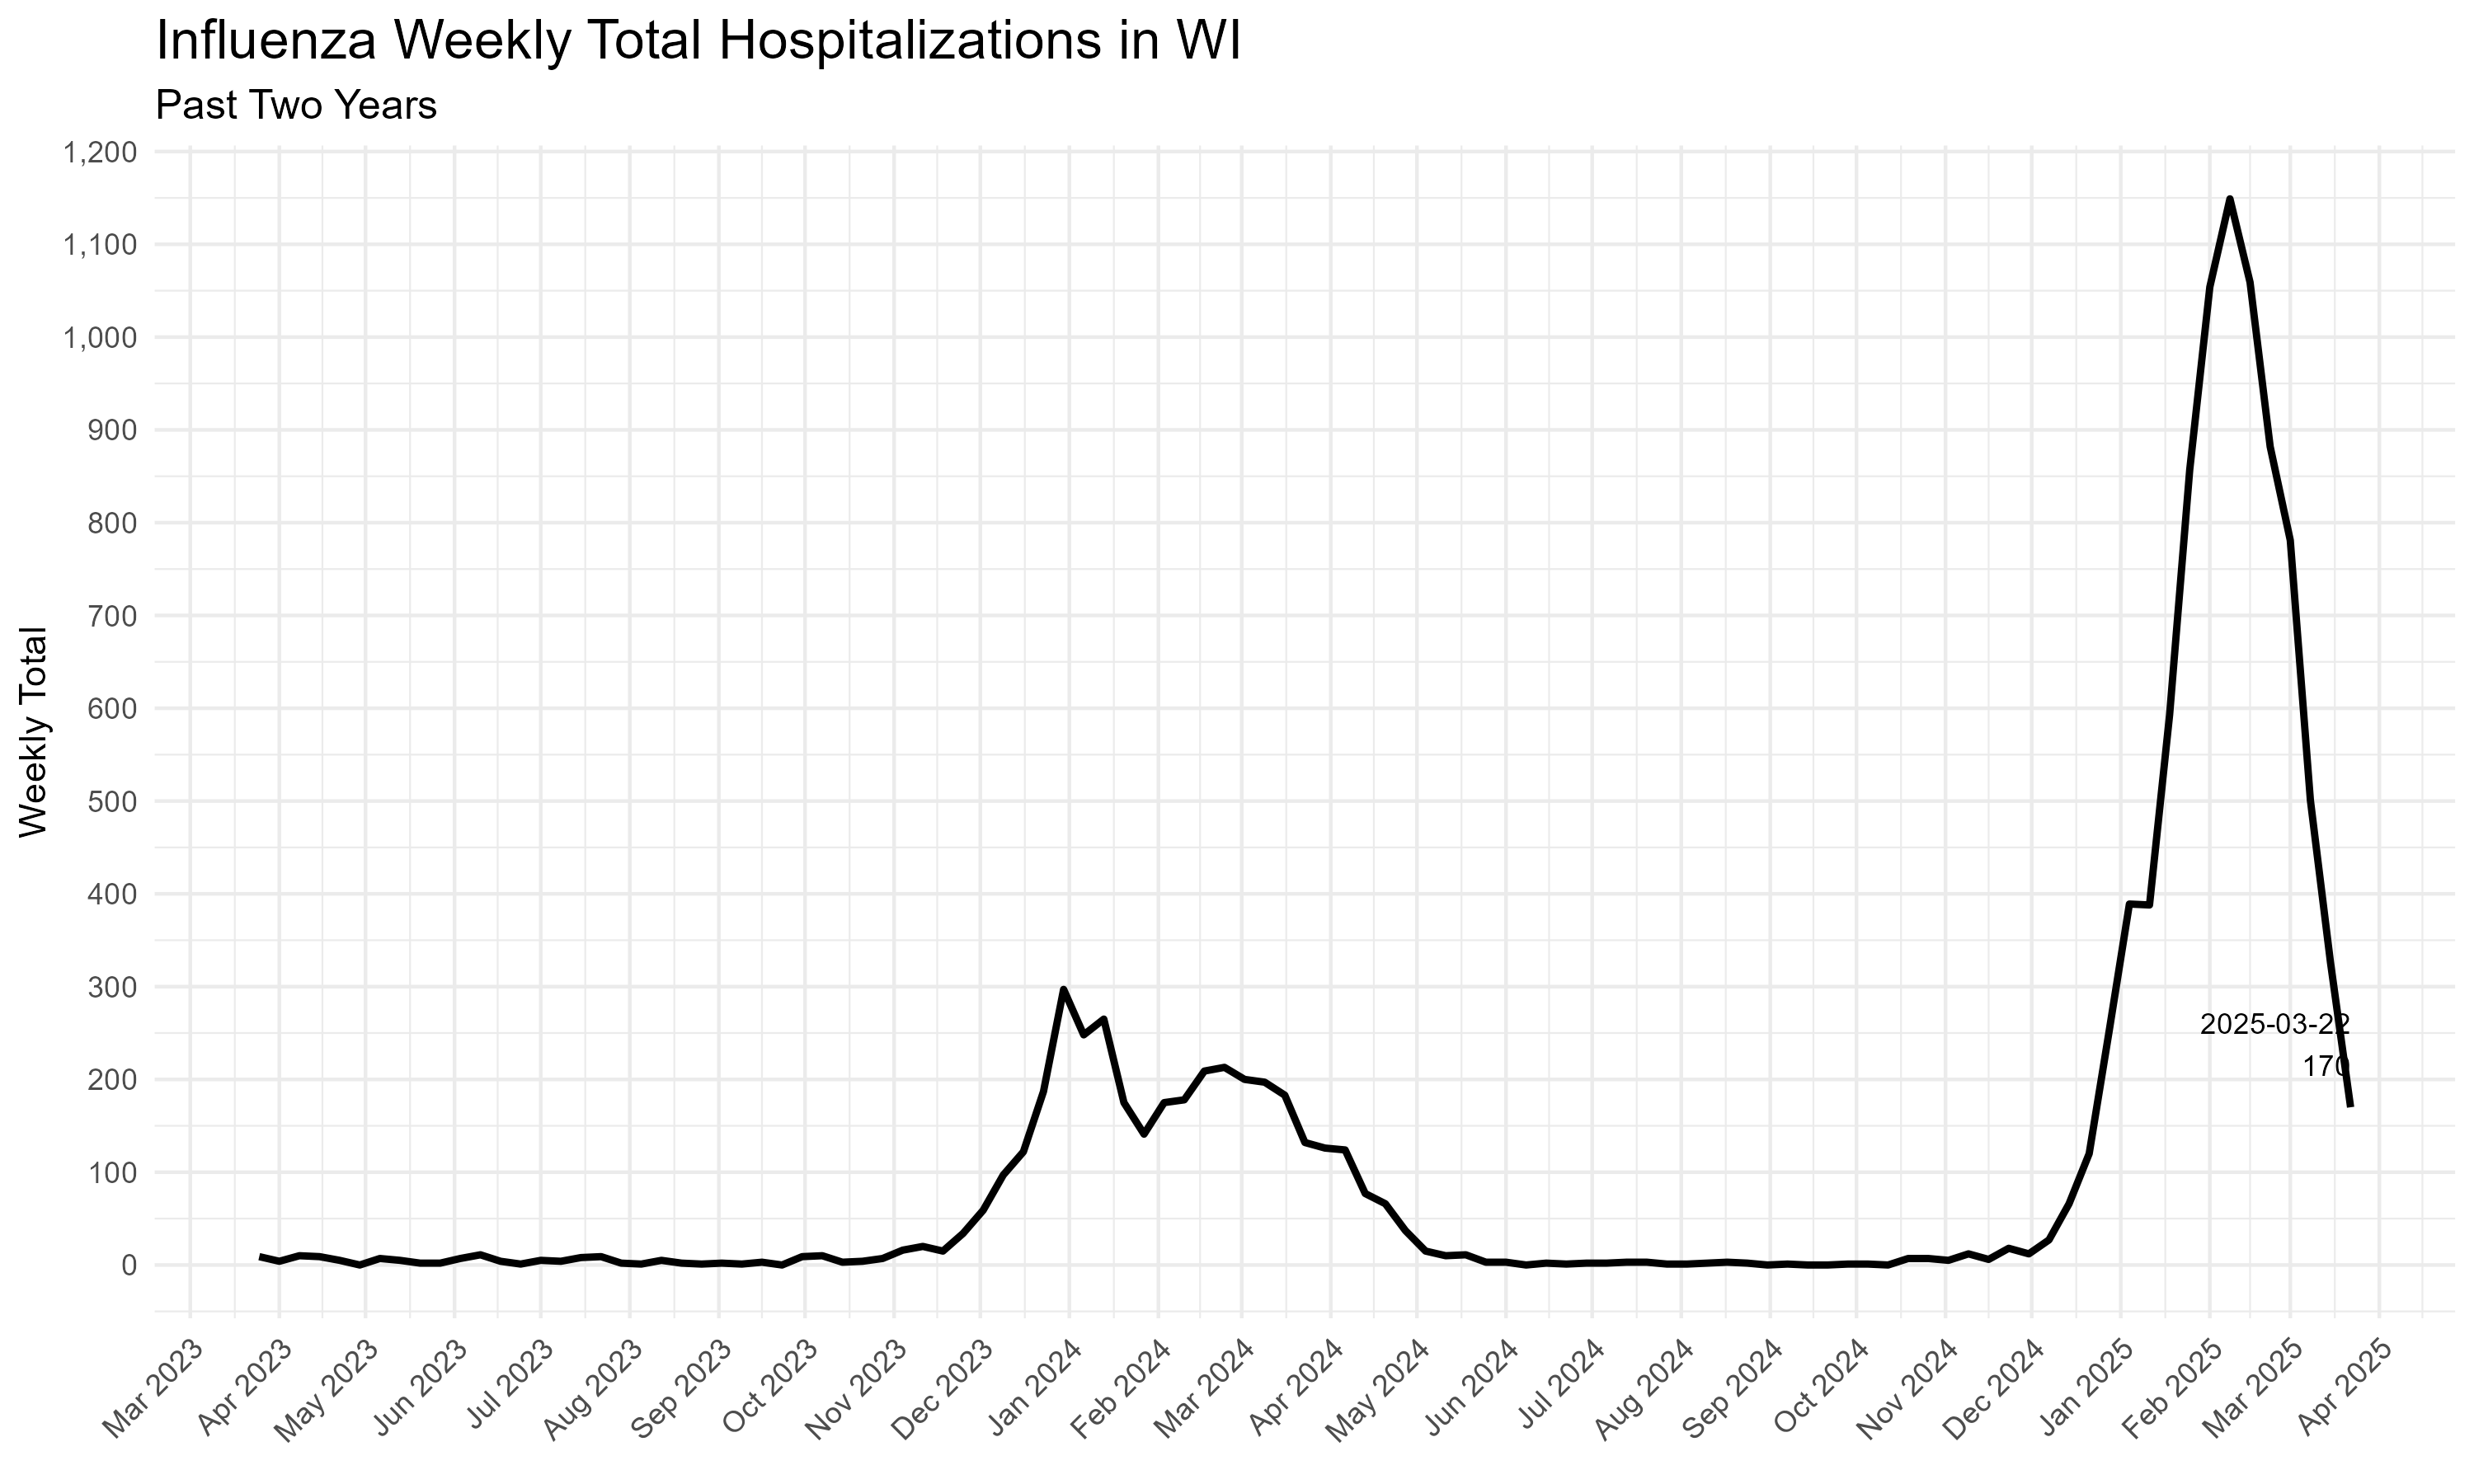 Influenza Weekly Total Hospitalizations in WI
Past Two Years
Weekly Total
1,200
1,100
1,000
900
800
700
600
500
400
300
200
100
0
2025-03-22
170
Mar 2023
Apr 2023
May 2023
Jun 2023
Jul 2023
Aug 2023
Sep 2023
Oct 2023
Nov 2023
Dec 2023
Jan 2024
Feb 2024
Mar 2024
Apr 2024
May 2024
Jun 2024
Jul 2024
Aug 2024
Sep 2024
Oct 2024
Nov 2024
Dec 2024
Jan 2025
Feb 2025
Mar 2025
Apr 2025